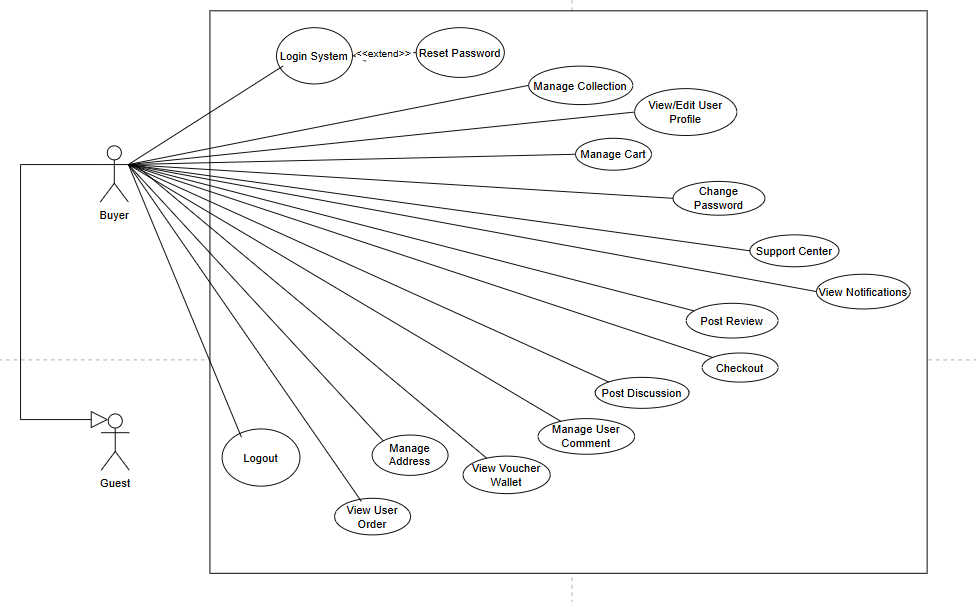 Login System
<<extend>>
Reset Password
Manage Collection
View/Edit User
Profile
Manage Cart
Change
Password
Buyer
Support Center
View Notifications
Post Review
Checkout
Post Discussion
Manage User
Comment
Logout
Manage
Address
View Voucher
Wallet
Guest
View User
Order